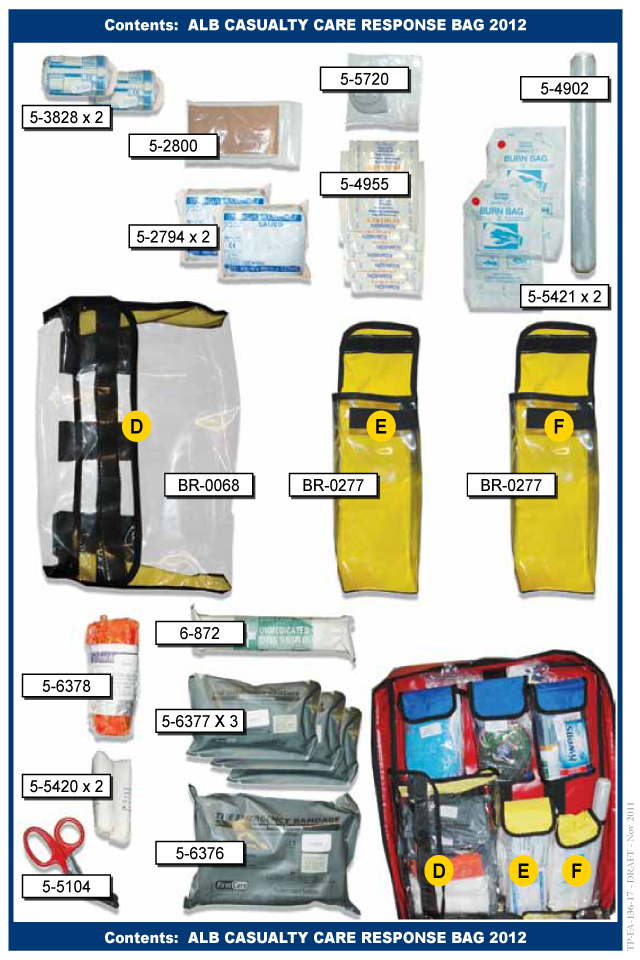 Contents: ALB CASUALTY CARE RESPONSE BAG 2012
5-3828 x 2
5-2800
5-5720
5-4902
5-2794 x 2
5-4955
BURN BAG
BURN BAG
5-5421 x 2
D
E
F
BR-0068
BR-0277
BR-0277
6-872
5-6378
5-6377 X 3
5-5420 x 2
5-6376
EMERGENCY BANDAGE
FirstCare
5-5104
D
E
F
TP-FA-136-17 - DRAFT - Nov 2011
Contents: ALB CASUALTY CARE RESPONSE BAG 2012